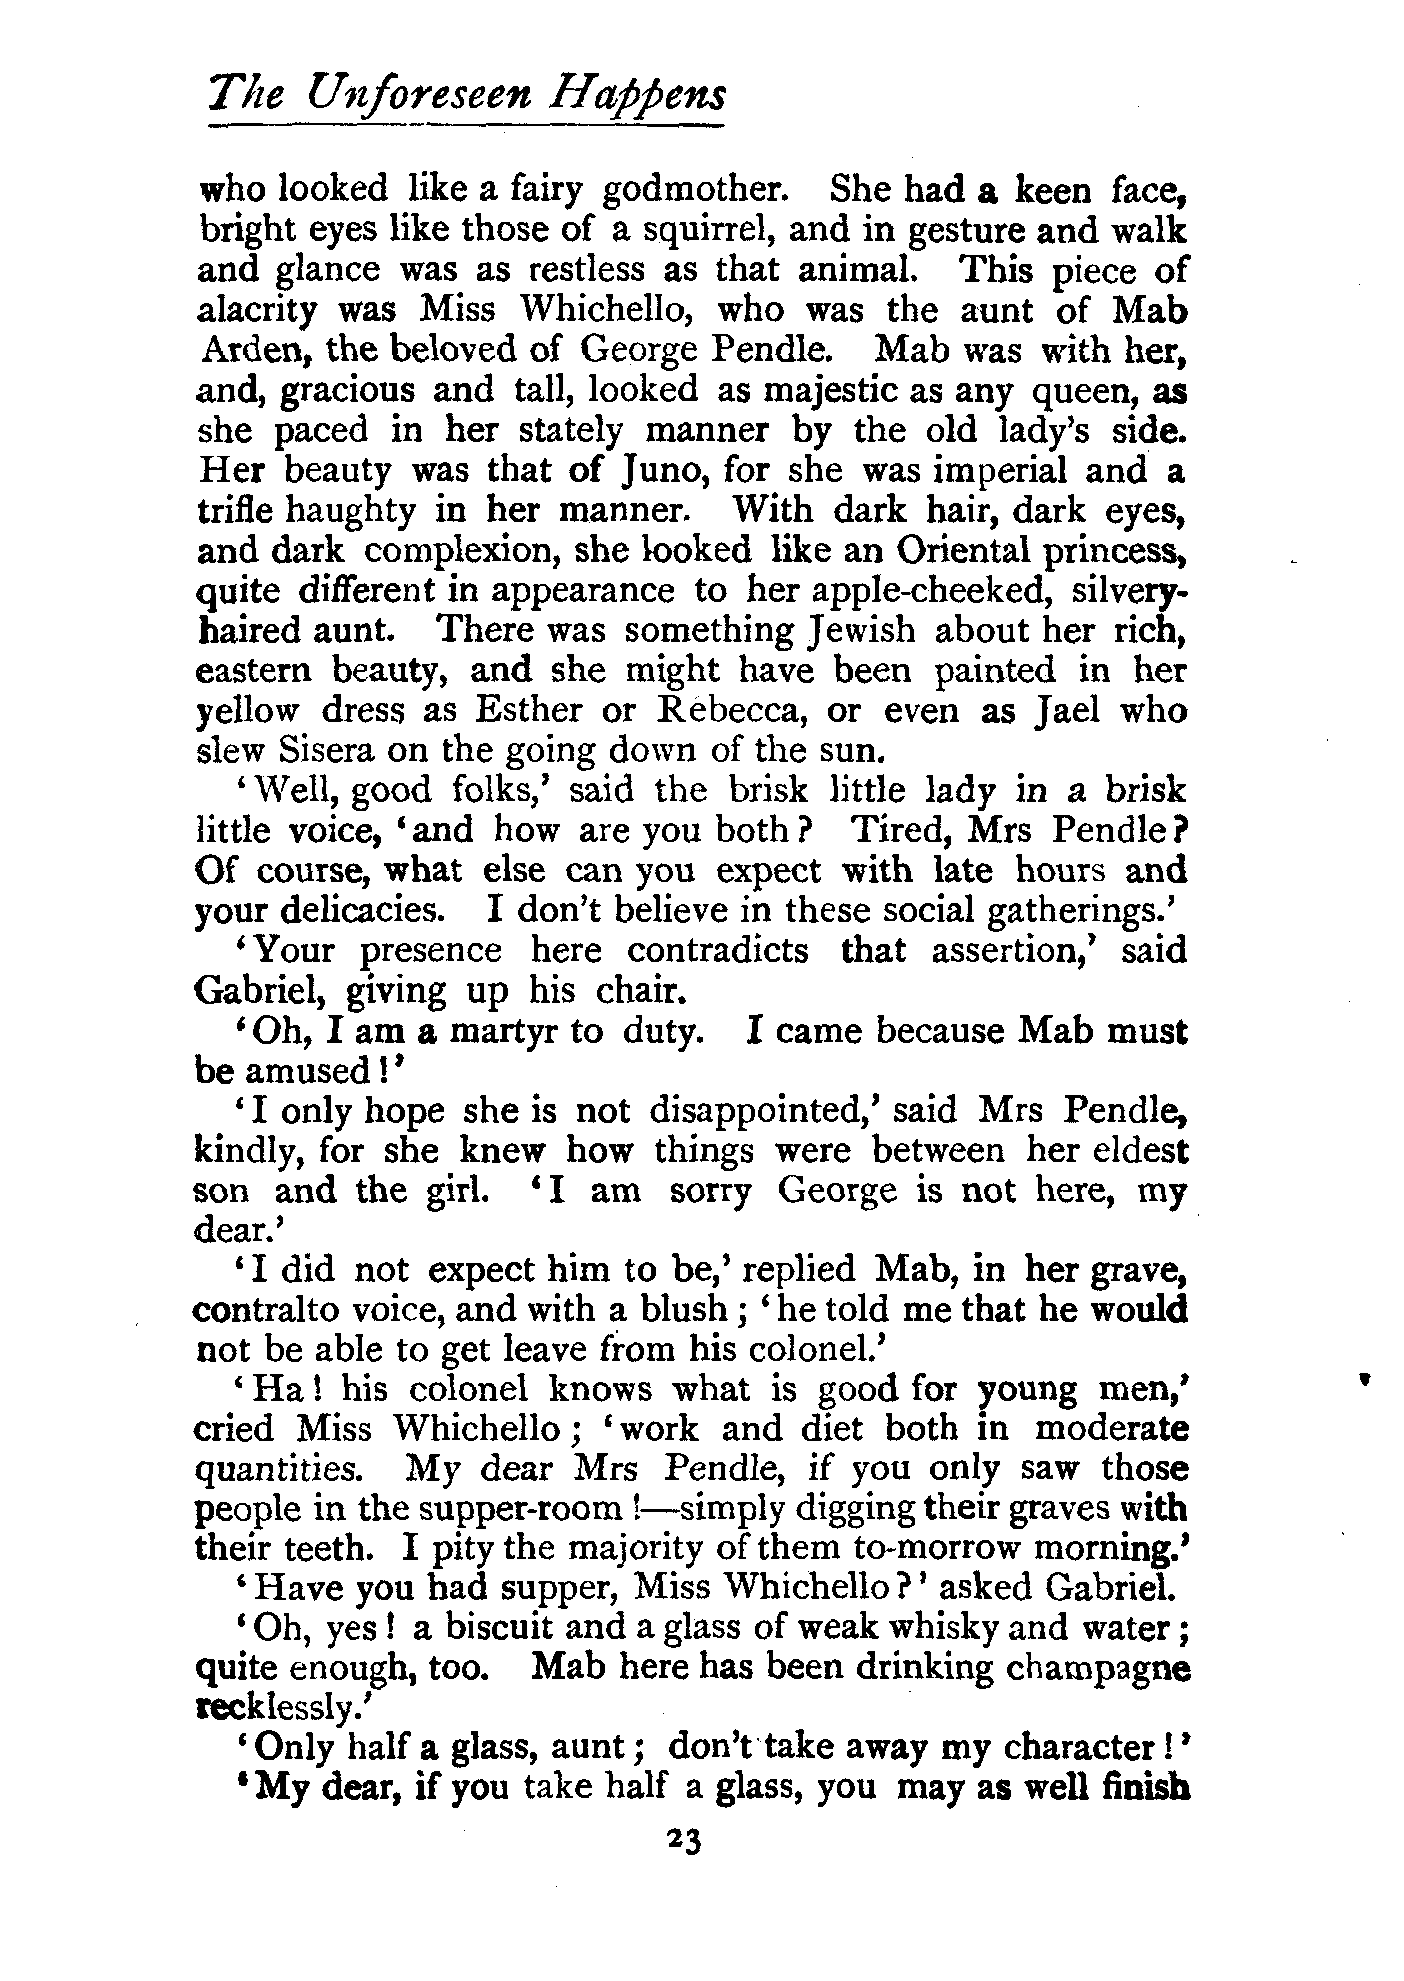 The Unforeseen Happens
who looked like a fairy godmother. She had a keen face,
bright eyes like those of a squirrel, and in gesture and walk
and glance was as restless as that animal. This piece of
alacrity was Miss Whichello, who was the aunt of Mab
Arden, the beloved of George Pendle. Mab was with her,
and, gracious and tall, looked as majestic as any queen, as
she paced in her stately manner by the old lady's side.
Her beauty was that of Juno, for she was imperial and a
trifle haughty in her manner. With dark hair, dark eyes,
and dark complexion, she looked like an Oriental princess,
quite different in appearance to her apple-cheeked, silvery-
haired aunt. There was something Jewish about her rich,
eastern beauty, and she might have been painted in her
yellow dress as Esther or Rebecca, or even as Jael who
slew Sisera on the going down of the sun.
‘Well, good folks,’ said the brisk little lady in a brisk
little voice, ‘and how are you both? Tired, Mrs Pendle?
Of course, what else can you expect with late hours and
your delicacies. I don't believe in these social gatherings.’
‘Your presence here contradicts that assertion,’ said
Gabriel, giving up his chair.
‘Oh, I am a martyr to duty. I came because Mab must
be amused!’
‘I only hope she is not disappointed,’ said Mrs Pendle,
kindly, for she knew how things were between her eldest
son and the girl. ‘I am sorry George is not here, my
dear.’
‘I did not expect him to be,’ replied Mab, in her grave,
contralto voice, and with a blush; ‘he told me that he would
not be able to get leave from his colonel.’
‘Ha! his colonel knows what is good for young men,’
cried Miss Whichello; ‘work and diet both in moderate
quantities. My dear Mrs Pendle, if you only saw those
people in the supper-room!—simply digging their graves with
their teeth. I pity the majority of them to-morrow morning.’
‘Have you had supper, Miss Whichello?’ asked Gabriel.
‘Oh, yes! a biscuit and a glass of weak whisky and water;
quite enough, too. Mab here has been drinking champagne
recklessly.’
‘Only half a glass, aunt; don't take away my character!’
‘My dear, if you take half a glass, you may as well finish
23